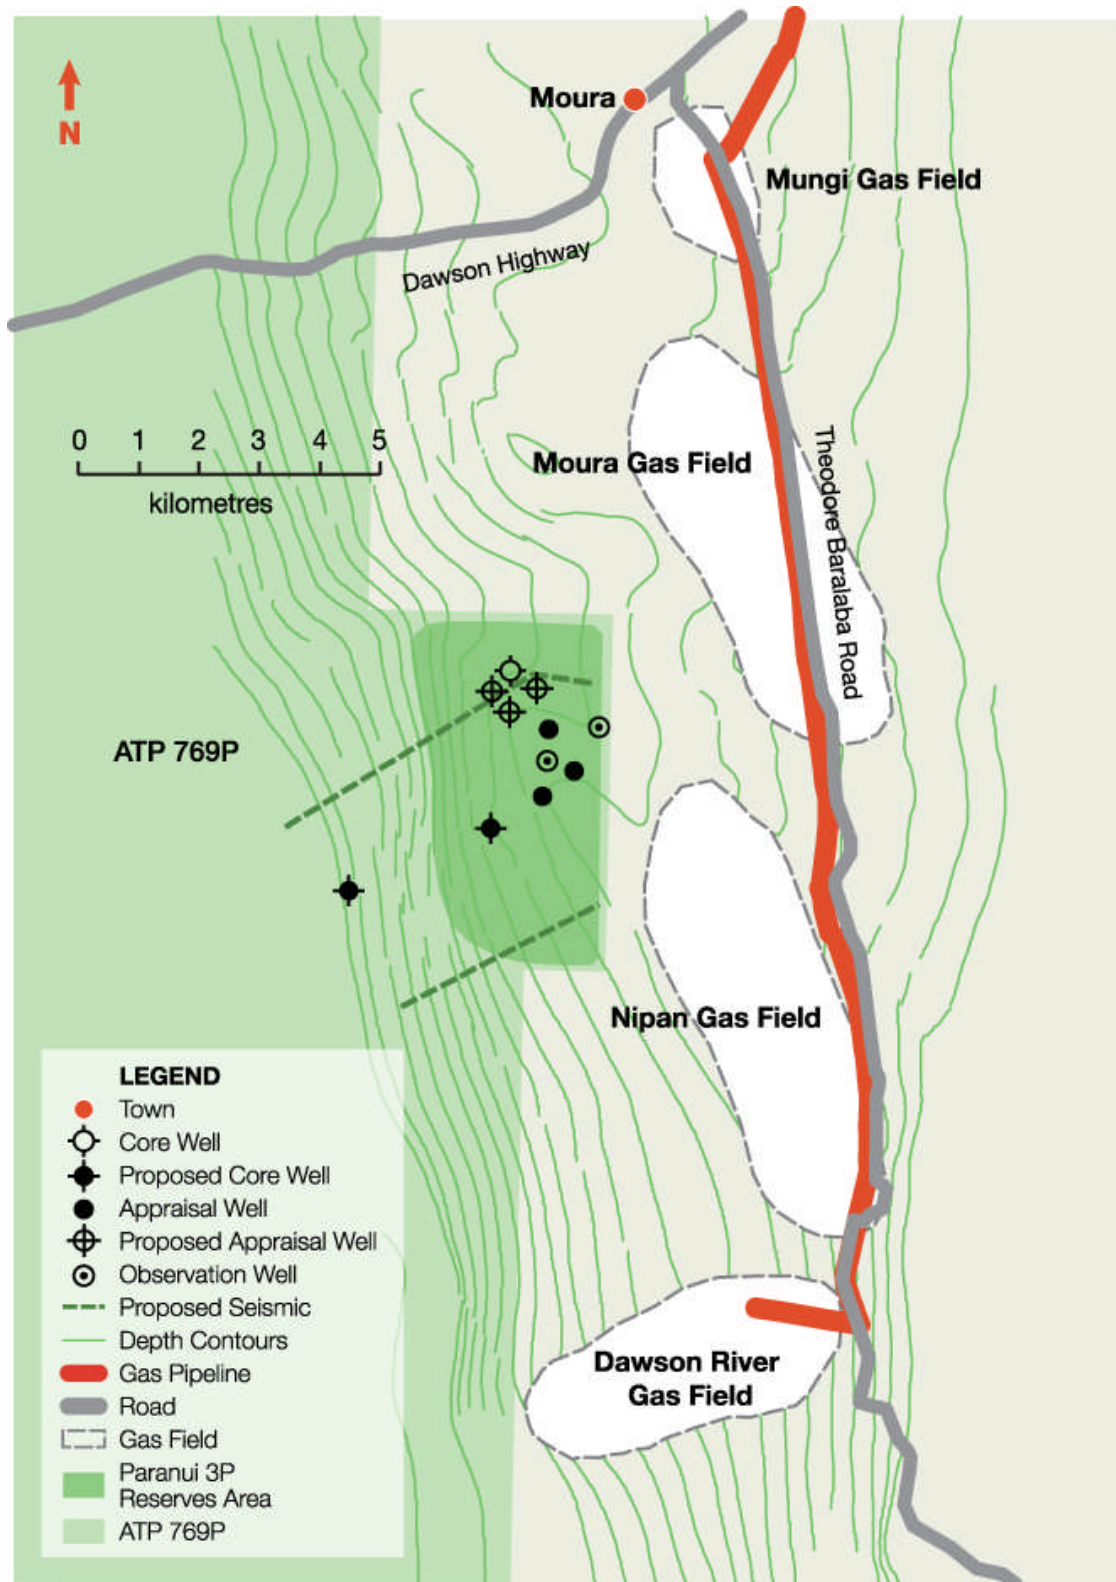 Moura
N
Mungi Gas Field
Dawson Highway
0 1 2 3 4 5
kilometres
Moura Gas Field
Theodore Baralaba Road
ATP 769P
Nipan Gas Field
LEGEND
Town
Core Well
Proposed Core Well
Appraisal Well
Proposed Appraisal Well
Observation Well
Proposed Seismic
Depth Contours
Gas Pipeline
Road
Gas Field
Paranui 3P
Reserves Area
ATP 769P
Dawson River
Gas Field